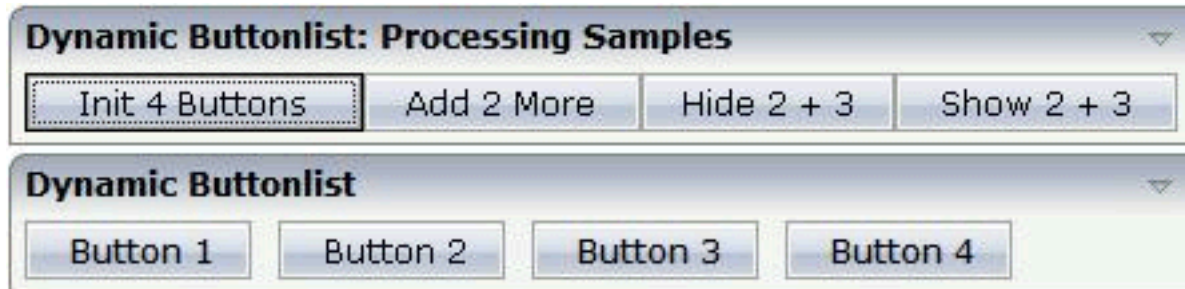 Dynamic Buttonlist: Processing Samples
Init 4 Buttons Add 2 More Hide 2 + 3 Show 2 + 3
Dynamic Buttonlist
Button 1 Button 2 Button 3 Button 4